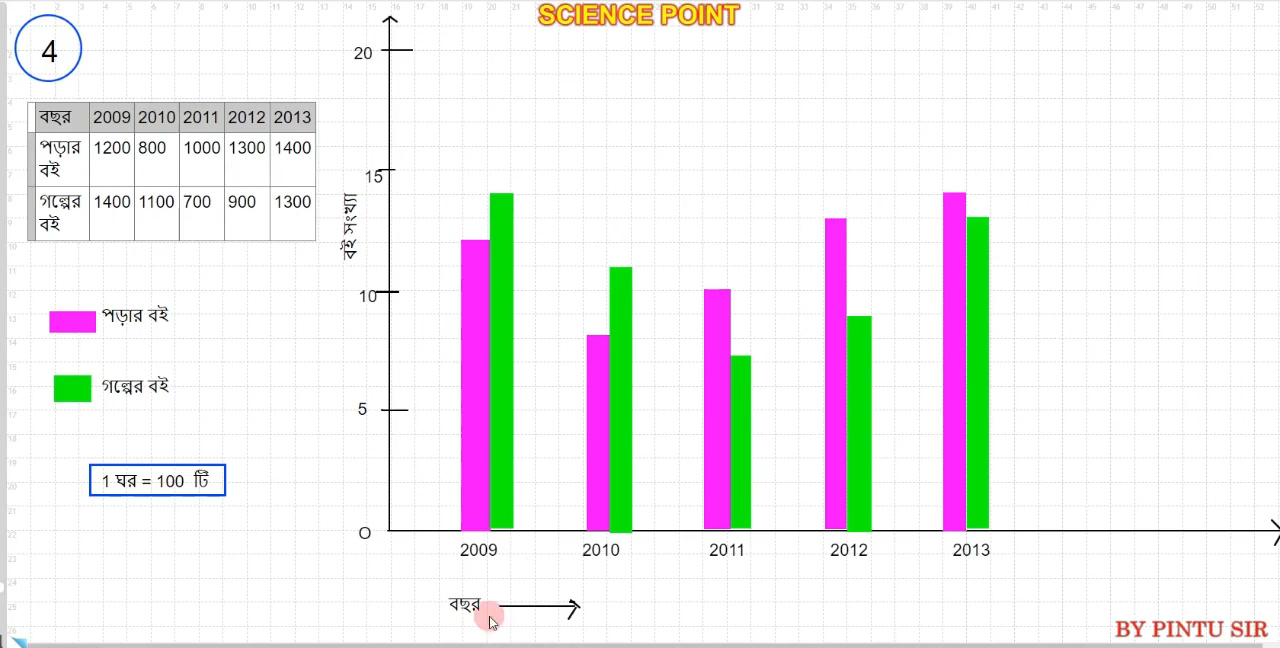 SCIENCE POINT
4
বছর 2009 2010 2011 2012 2013
পড়ার বই 1200 800 1000 1300 1400
গল্পের বই 1400 1100 700 900 1300
পড়ার বই
গল্পের বই
1 ঘর = 100 টি
বই সংখ্যা
20
15
10
5
O
2009 2010 2011 2012 2013
বছর
BY PINTU SIR